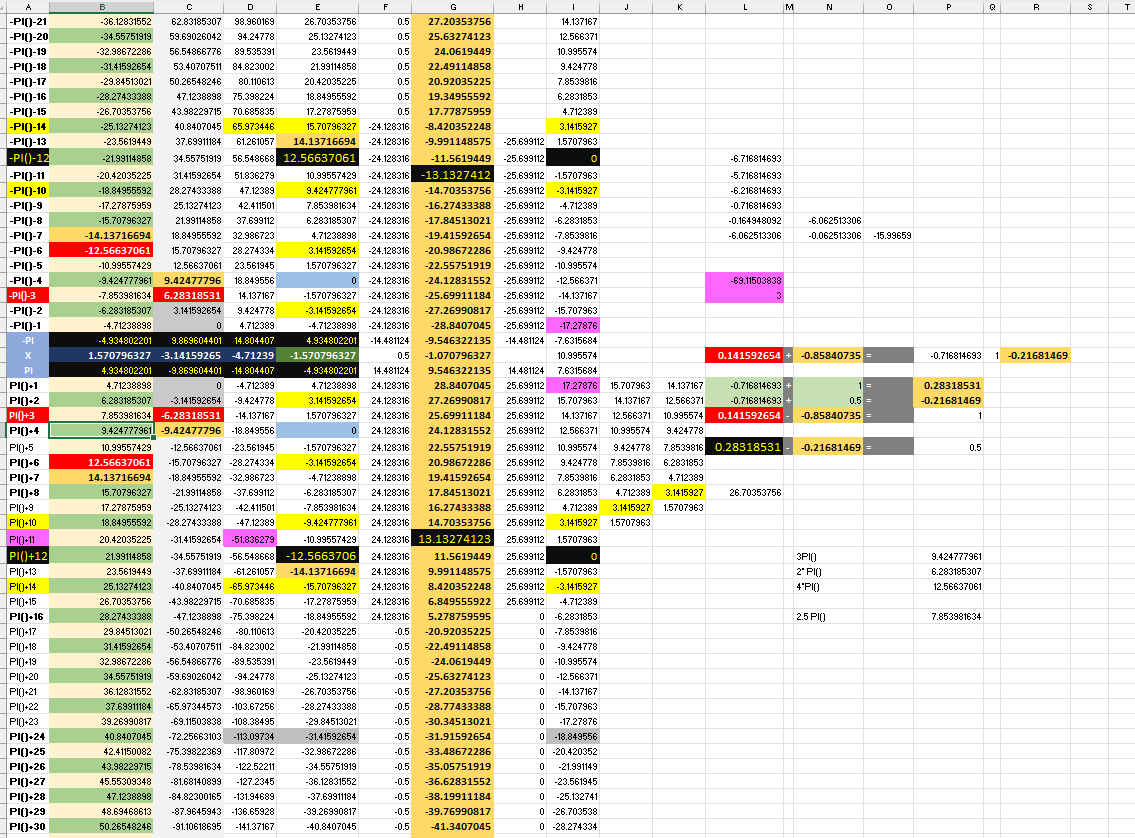 A B C D E F G H I J K L M N O P Q R S T
-PI()-21 -36.12831552 62.83185307 98.960169 26.70353756 0.5 27.20353756 14.137167
-PI()-20 -34.55751919 59.69026042 94.24778 25.13274123 0.5 25.63274123 12.566371
-PI()-19 -32.98672286 56.54866776 89.535391 23.5619449 0.5 24.0619449 10.995574
-PI()-18 -31.41592654 53.40707511 84.823002 21.99114858 0.5 22.49114858 9.424778
-PI()-17 -29.84513021 50.26548246 80.110613 20.42035225 0.5 20.92035225 7.8539816
-PI()-16 -28.27433388 47.1238898 75.398224 18.84955592 0.5 19.34955592 6.2831853
-PI()-15 -26.70353756 43.98229715 70.685835 17.27875959 0.5 17.77875959 4.712389
-PI()-14 -25.13274123 40.8407045 65.973446 15.70796327 -24.128316 -8.420352248 3.1415927
-PI()-13 -23.5619449 37.69911184 61.261057 14.13716694 -24.128316 -9.991148575 -25.699112 1.5707963
-PI()-12 -21.99114858 34.55751919 56.548668 12.56637061 -24.128316 -11.5619449 -25.699112 0 -6.716814693
-PI()-11 -20.42035225 31.41592654 51.836279 10.99557429 -24.128316 -13.1327412 -25.699112 -1.5707963 -5.716814693
-PI()-10 -18.84955592 28.27433388 47.12389 9.424777961 -24.128316 -14.70353756 -25.699112 -3.1415927 -6.216814693
-PI()-9 -17.27875959 25.13274123 42.411501 7.853981634 -24.128316 -16.27433388 -25.699112 -4.712389 -0.716814693
-PI()-8 -15.70796327 21.99114858 37.699112 6.283185307 -24.128316 -17.84513021 -25.699112 -6.2831853 -0.164948092 -6.062513306
-PI()-7 -14.13716694 18.84955592 32.986723 4.71238898 -24.128316 -19.41592654 -25.699112 -7.8539816 -6.062513306 -0.062513306 -15.99659
-PI()-6 -12.56637061 15.70796327 28.274334 3.141592654 -24.128316 -20.98672286 -25.699112 -9.424778
-PI()-5 -10.99557429 12.56637061 23.561945 1.570796327 -24.128316 -22.55751919 -25.699112 -10.995574
-PI()-4 -9.424777961 9.42477796 18.849556 0 -24.128316 -24.12831552 -25.699112 -12.566371 -69.11503838
-PI()-3 -7.853981634 6.28318531 14.137167 -1.570796327 -24.128316 -25.69911184 -25.699112 -14.137167 3
-PI()-2 -6.283185307 3.141592654 9.424778 -3.141592654 -24.128316 -27.26990817 -25.699112 -15.707963
-PI()-1 -4.71238898 0 4.712389 -4.71238898 -24.128316 -28.8407045 -25.699112 -17.27876
-PI -4.934802201 9.869604401 14.804407 4.934802201 -14.481124 -9.546332135 -14.481124 -7.6315684
X 1.570796327 -3.14159265 -4.71239 -1.570796327 0.5 -1.070796327 10.995574 0.141592654 + -0.85840735 = -0.716814693 1 -0.21681469
PI 4.934802201 -9.869604401 -14.804407 -4.934802201 14.481124 9.546332135 14.481124 7.6315684
PI()+1 4.71238898 0 -4.712389 4.71238898 24.128316 28.8407045 25.699112 17.27876 15.707963 14.137167 -0.716814693 + 1 = 0.28318531
PI()+2 6.283185307 -3.141592654 -9.424778 3.141592654 24.128316 27.26990817 25.699112 15.707963 14.137167 12.566371 -0.716814693 + 0.5 = -0.21681469
PI()+3 7.853981634 -6.28318531 -14.137167 1.570796327 24.128316 25.69911184 25.699112 14.137167 12.566371 10.995574 0.141592654 - -0.85840735 = 1
PI()+4 9.424777961 -9.42477796 -18.849556 0 24.128316 24.12831552 25.699112 12.566371 10.995574 9.424778
PI()+5 10.99557429 -12.56637061 -23.561945 -1.570796327 24.128316 22.55751919 25.699112 10.995574 9.424778 7.8539816 0.28318531 - -0.21681469 = 0.5
PI()+6 12.56637061 -15.70796327 -28.274334 -3.141592654 24.128316 20.98672286 25.699112 9.424778 7.8539816 6.2831853
PI()+7 14.13716694 -18.84955592 -32.986723 -4.71238898 24.128316 19.41592654 25.699112 7.8539816 6.2831853 4.712389
PI()+8 15.70796327 -21.99114858 -37.699112 -6.283185307 24.128316 17.84513021 25.699112 6.2831853 4.712389 3.1415927 26.70353756
PI()+9 17.27875959 -25.13274123 -42.411501 -7.853981634 24.128316 16.27433388 25.699112 4.712389 3.1415927 1.5707963
PI()+10 18.84955592 -28.27433388 -47.12389 -9.424777961 24.128316 14.70353756 25.699112 3.1415927 1.5707963
PI()+11 20.42035225 -31.41592654 -51.836279 -10.99557429 24.128316 13.13274123 25.699112 1.5707963
PI()+12 21.99114858 -34.55751919 -56.548668 -12.5663706 24.128316 11.5619449 25.699112 0 3PI() 9.424777961
PI()+13 23.5619449 -37.69911184 -61.261057 -14.13716694 24.128316 9.991148575 25.699112 -1.5707963 2* PI() 6.283185307
PI()+14 25.13274123 -40.8407045 -65.973446 -15.70796327 24.128316 8.420352248 25.699112 -3.1415927 4*PI() 12.56637061
PI()+15 26.70353756 -43.98229715 -70.685835 -17.27875959 24.128316 6.849555922 25.699112 -4.712389
PI()+16 28.27433388 -47.1238898 -75.398224 -18.84955592 24.128316 5.278759595 0 -6.2831853 2.5 PI() 7.853981634
PI()+17 29.84513021 -50.26548246 -80.110613 -20.42035225 -0.5 -20.92035225 0 -7.8539816
PI()+18 31.41592654 -53.40707511 -84.823002 -21.99114858 -0.5 -22.49114858 0 -9.424778
PI()+19 32.98672286 -56.54866776 -89.535391 -23.5619449 -0.5 -24.0619449 0 -10.995574
PI()+20 34.55751919 -59.69026042 -94.24778 -25.13274123 -0.5 -25.63274123 0 -12.566371
PI()+21 36.12831552 -62.83185307 -98.960169 -26.70353756 -0.5 -27.20353756 0 -14.137167
PI()+22 37.69911184 -65.97344573 -103.67256 -28.27433388 -0.5 -28.77433388 0 -15.707963
PI()+23 39.26990817 -69.11503838 -108.38495 -29.84513021 -0.5 -30.34513021 0 -17.27876
PI()+24 40.8407045 -72.25663103 -113.09734 -31.41592654 -0.5 -31.91592654 0 -18.849556
PI()+25 42.41150082 -75.39822369 -117.80972 -32.98672286 -0.5 -33.48672286 0 -20.420352
PI()+26 43.98229715 -78.53981634 -122.52211 -34.55751919 -0.5 -35.05751919 0 -21.991149
PI()+27 45.55309348 -81.68140899 -127.2345 -36.12831552 -0.5 -36.62831552 0 -23.561945
PI()+28 47.1238898 -84.82300165 -131.94689 -37.69911184 -0.5 -38.19911184 0 -25.132741
PI()+29 48.69468613 -87.9645943 -136.65928 -39.26990817 -0.5 -39.76990817 0 -26.703538
PI()+30 50.26548246 -91.10618695 -141.37167 -40.8407045 -0.5 -41.3407045 0 -28.274334